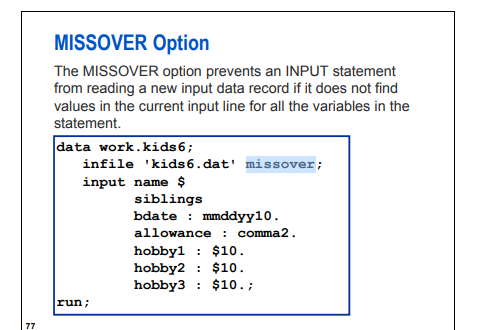 MISSOVER Option
The MISSOVER option prevents an INPUT statement
from reading a new input data record if it does not find
values in the current input line for all the variables in the
statement.
data work.kids6;
infile 'kids6.dat' missover;
input name $
siblings
bdate : mmddyy10.
allowance : comma2.
hobby1 : $10.
hobby2 : $10.
hobby3 : $10.;
run;
77